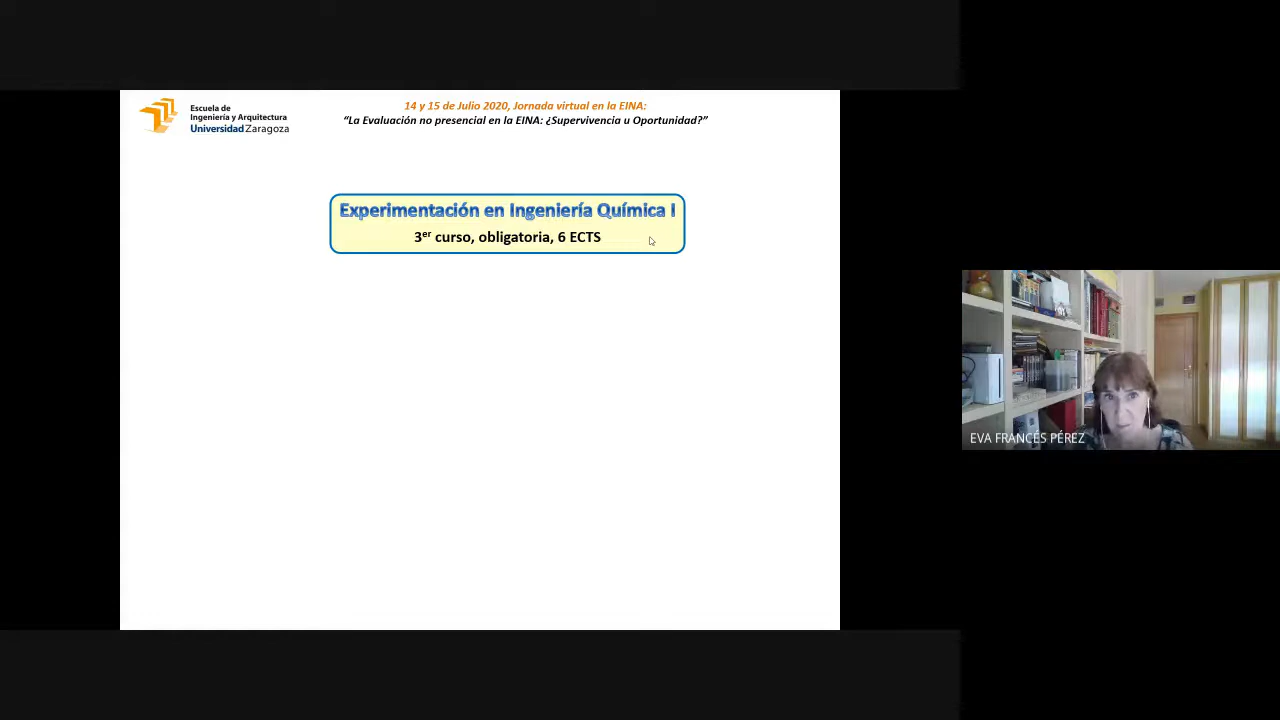 Escuela de
Ingeniería y Arquitectura
Universidad Zaragoza
14 y 15 de Julio 2020, Jornada virtual en la EINA:
“La Evaluación no presencial en la EINA: ¿Supervivencia u Oportunidad?”
Experimentación en Ingeniería Química I
3er curso, obligatoria, 6 ECTS
EVA FRANCÉS PÉREZ